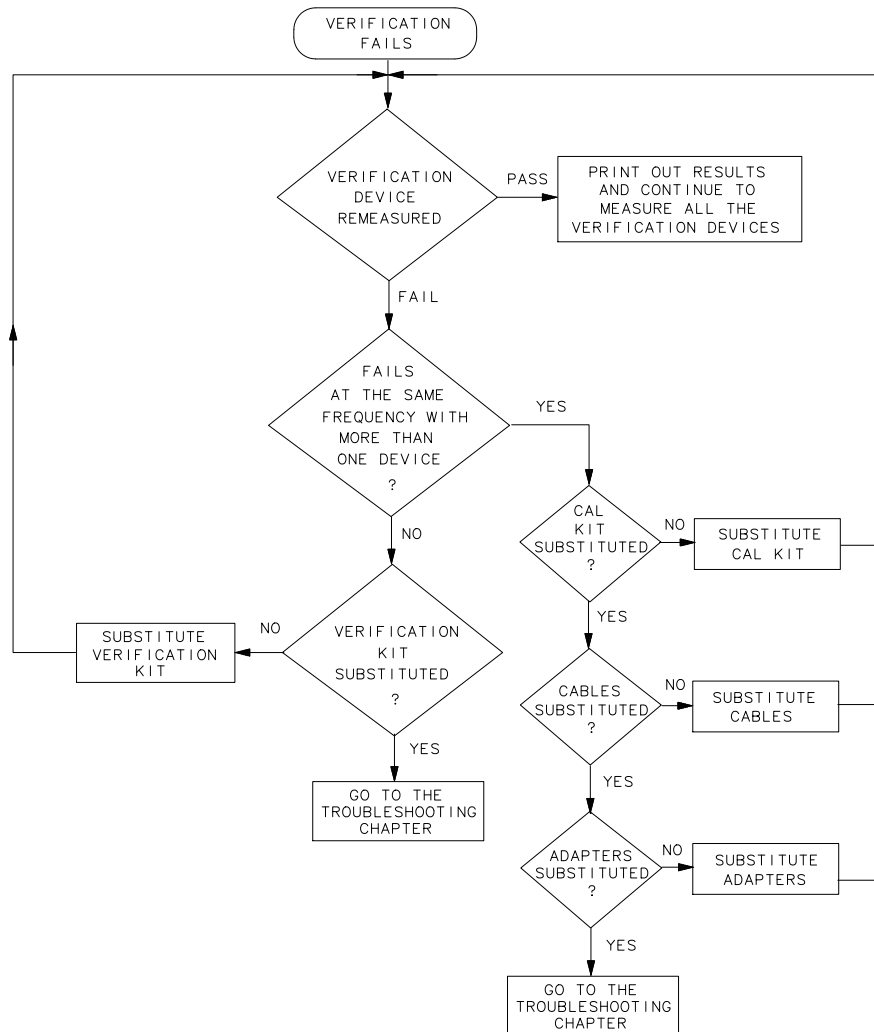 VERIFICATION
FAILS
VERIFICATION
DEVICE
REMEASURED
PASS
PRINT OUT RESULTS
AND CONTINUE TO
MEASURE ALL THE
VERIFICATION DEVICES
FAIL
FAILS
AT THE SAME
FREQUENCY WITH
MORE THAN
ONE DEVICE
?
YES
NO
CAL
KIT
SUBSTITUTED
?
NO
SUBSTITUTE
CAL KIT
YES
VERIFICATION
KIT
SUBSTITUTED
?
NO
SUBSTITUTE
VERIFICATION
KIT
YES
GO TO THE
TROUBLESHOOTING
CHAPTER
CABLES
SUBSTITUTED
?
NO
SUBSTITUTE
CABLES
YES
ADAPTERS
SUBSTITUTED
?
NO
SUBSTITUTE
ADAPTERS
YES
GO TO THE
TROUBLESHOOTING
CHAPTER